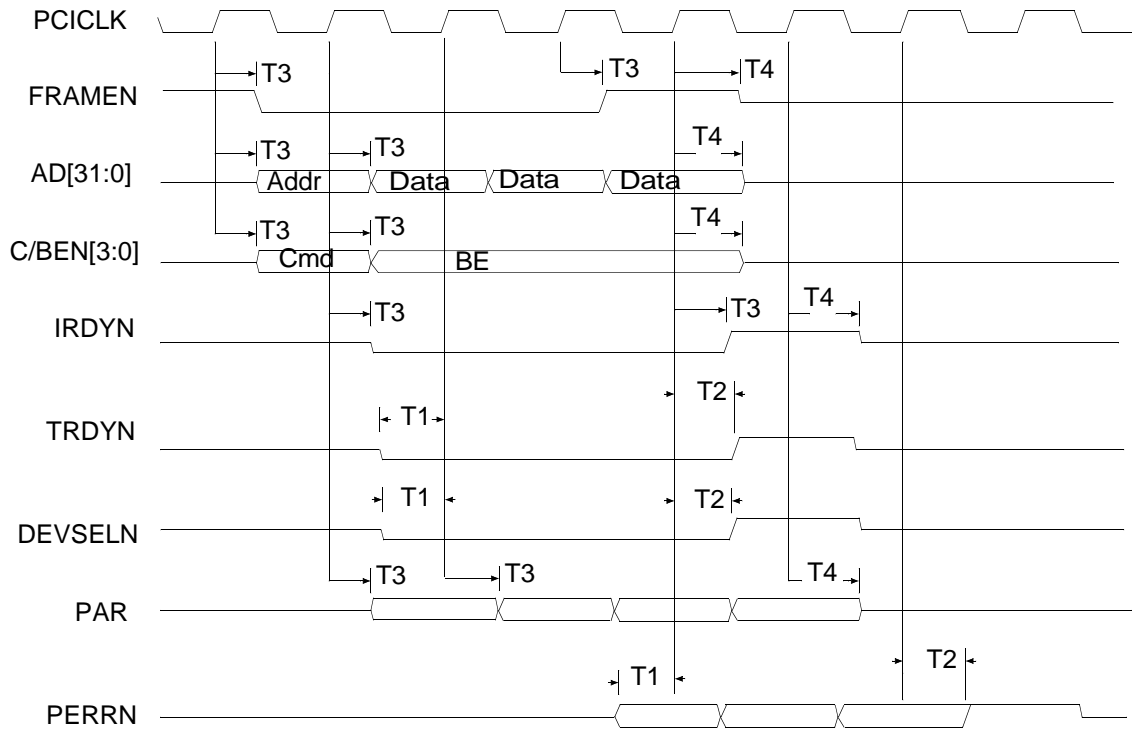 PCICLK
T3 T3 T4
FRAMEN
T3 T3 T4
AD[31:0] Addr Data Data Data
T3 T3 T4
C/BEN[3:0] Cmd BE
T3 T3 T4
IRDYN
T1 T2
TRDYN
T1 T2
DEVSELN
T3 T3 T4
PAR
T1 T2
PERRN